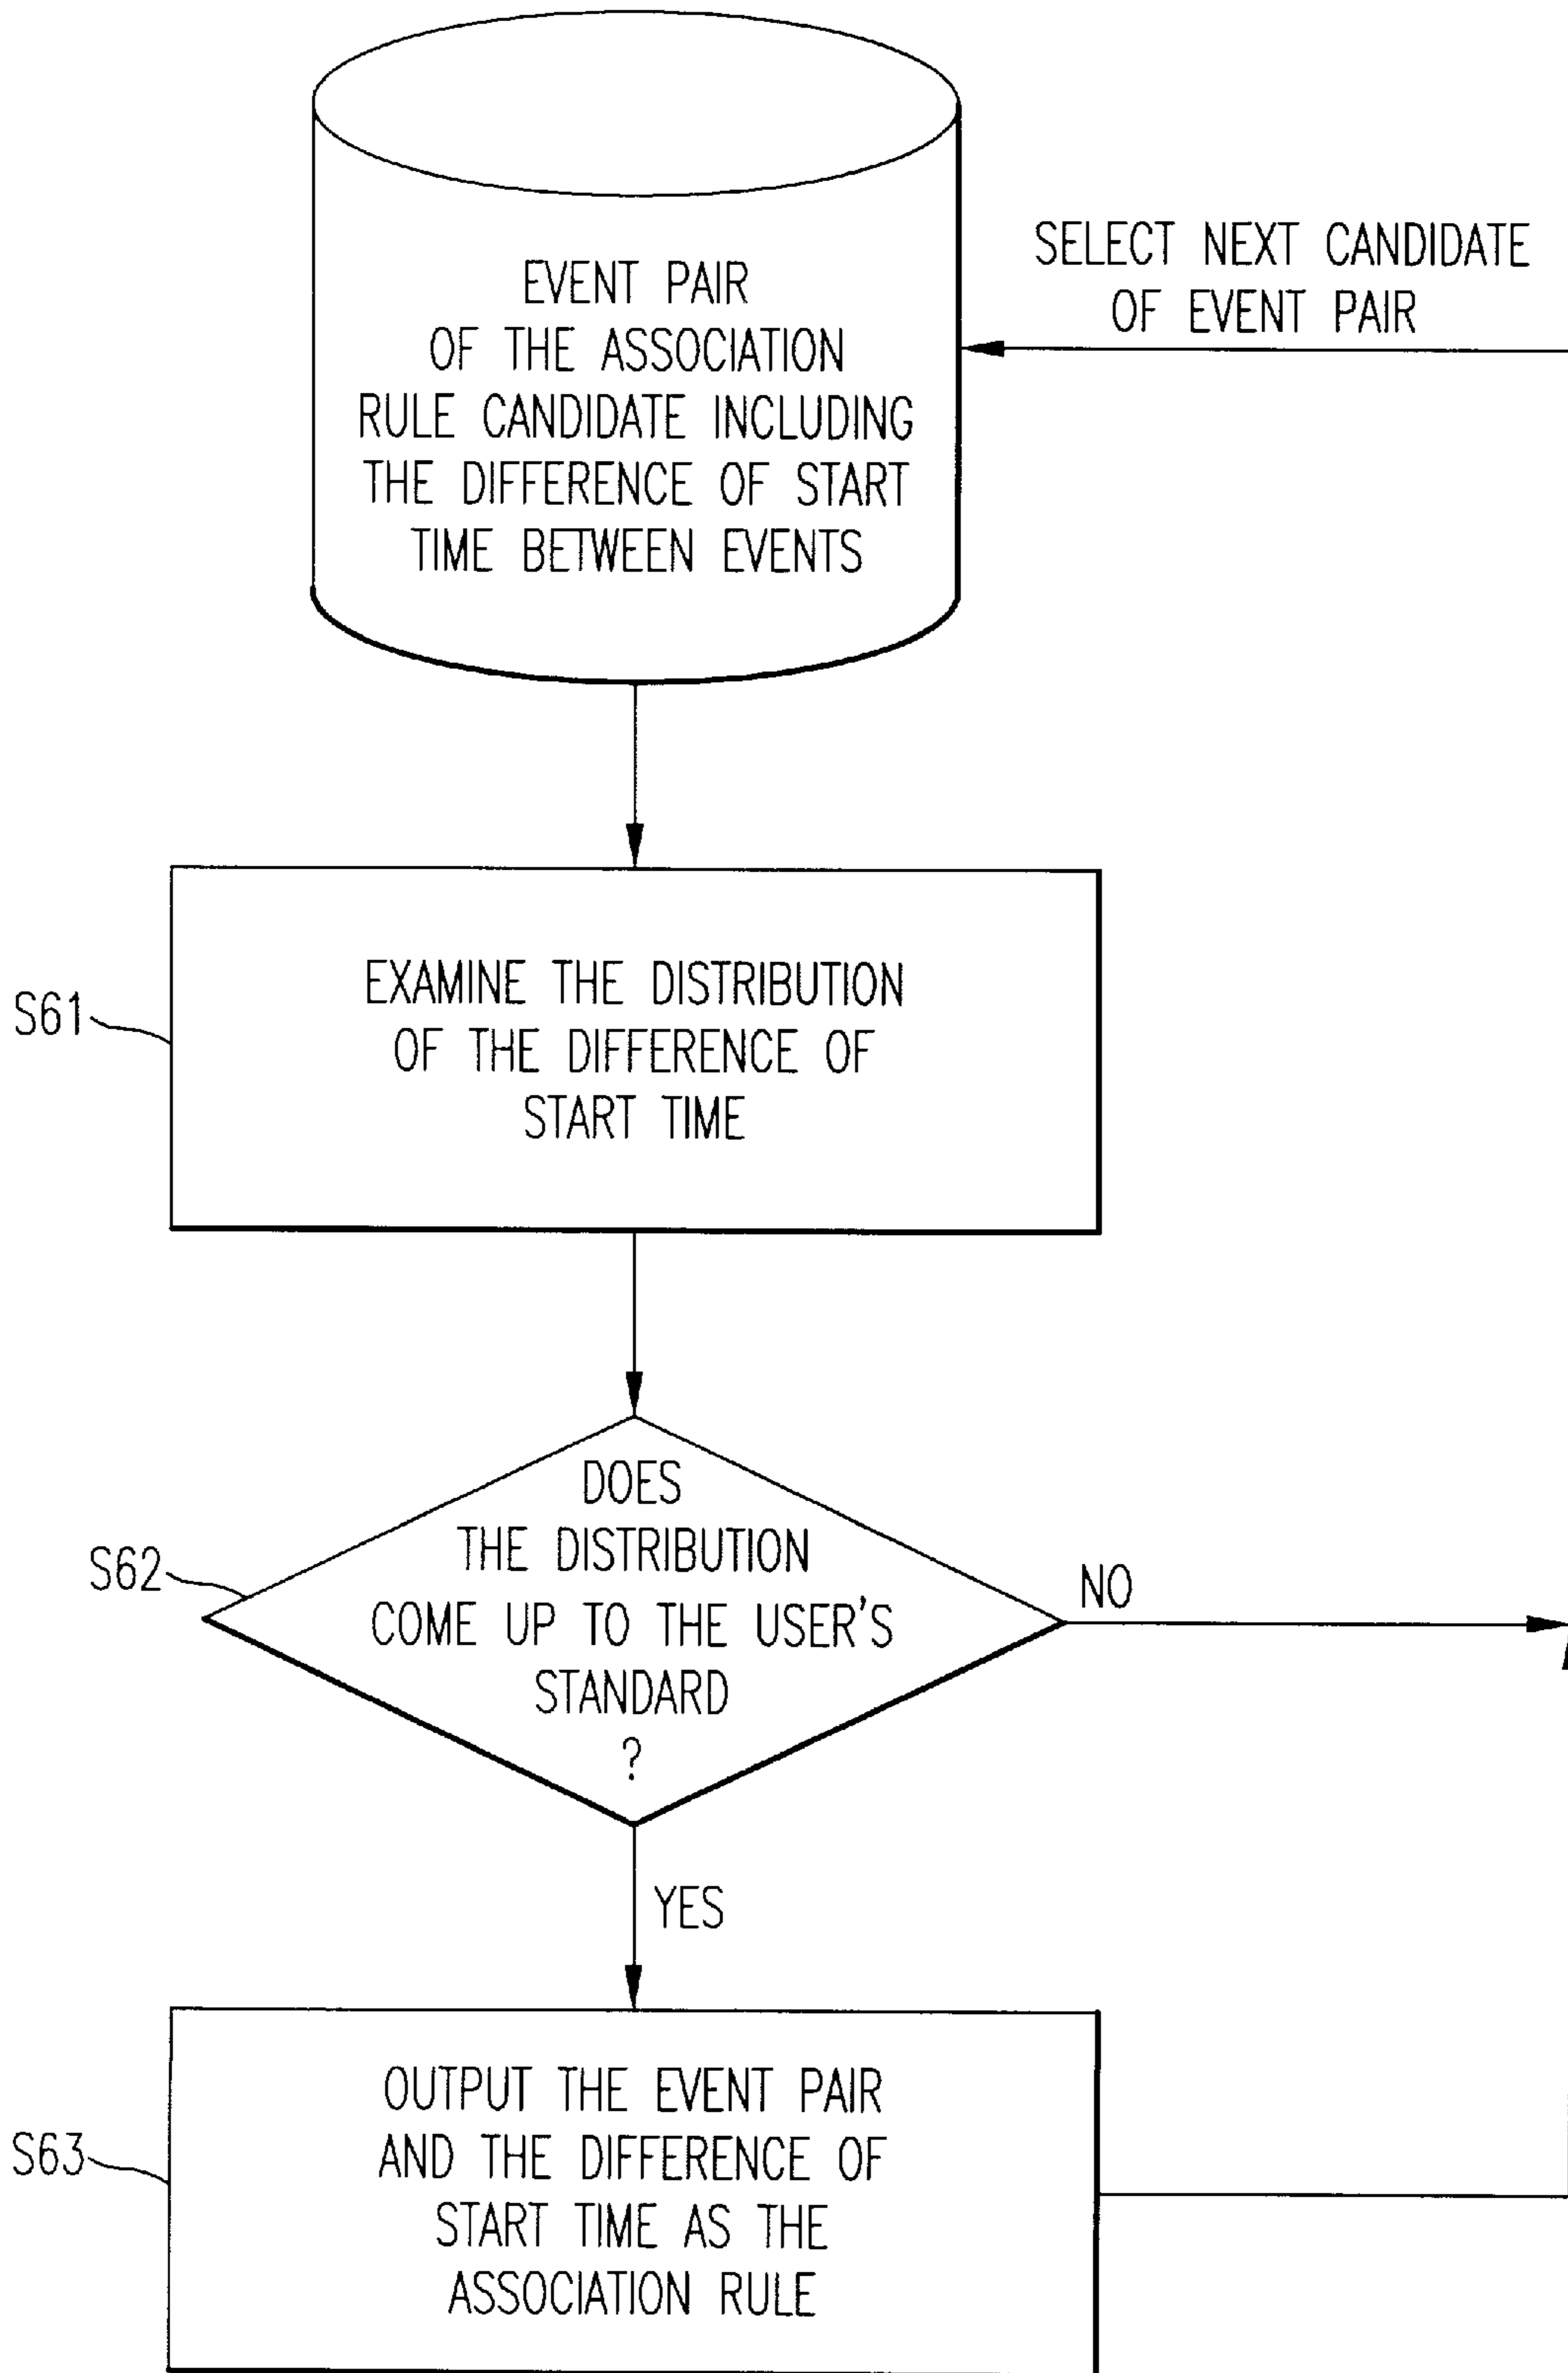 EVENT PAIR
OF THE ASSOCIATION
RULE CANDIDATE INCLUDING
THE DIFFERENCE OF START
TIME BETWEEN EVENTS
SELECT NEXT CANDIDATE
OF EVENT PAIR
S61
EXAMINE THE DISTRIBUTION
OF THE DIFFERENCE OF
START TIME
S62
DOES
THE DISTRIBUTION
COME UP TO THE USER'S
STANDARD
?
NO
YES
S63
OUTPUT THE EVENT PAIR
AND THE DIFFERENCE OF
START TIME AS THE
ASSOCIATION RULE